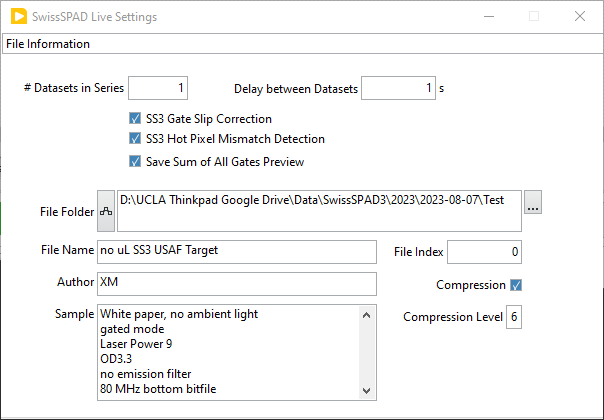 SwissSPAD Live Settings
File Information
# Datasets in Series 1 Delay between Datasets 1 s
SS3 Gate Slip Correction
SS3 Hot Pixel Mismatch Detection
Save Sum of All Gates Preview
File Folder D:\UCLA Thinkpad Google Drive\Data\SwissSPAD3\2023\2023-08-07\Test ...
File Name no uL SS3 USAF Target File Index 0
Author XM Compression
Sample White paper, no ambient light Compression Level 6
gated mode
Laser Power 9
OD3.3
no emission filter
80 MHz bottom bitfile